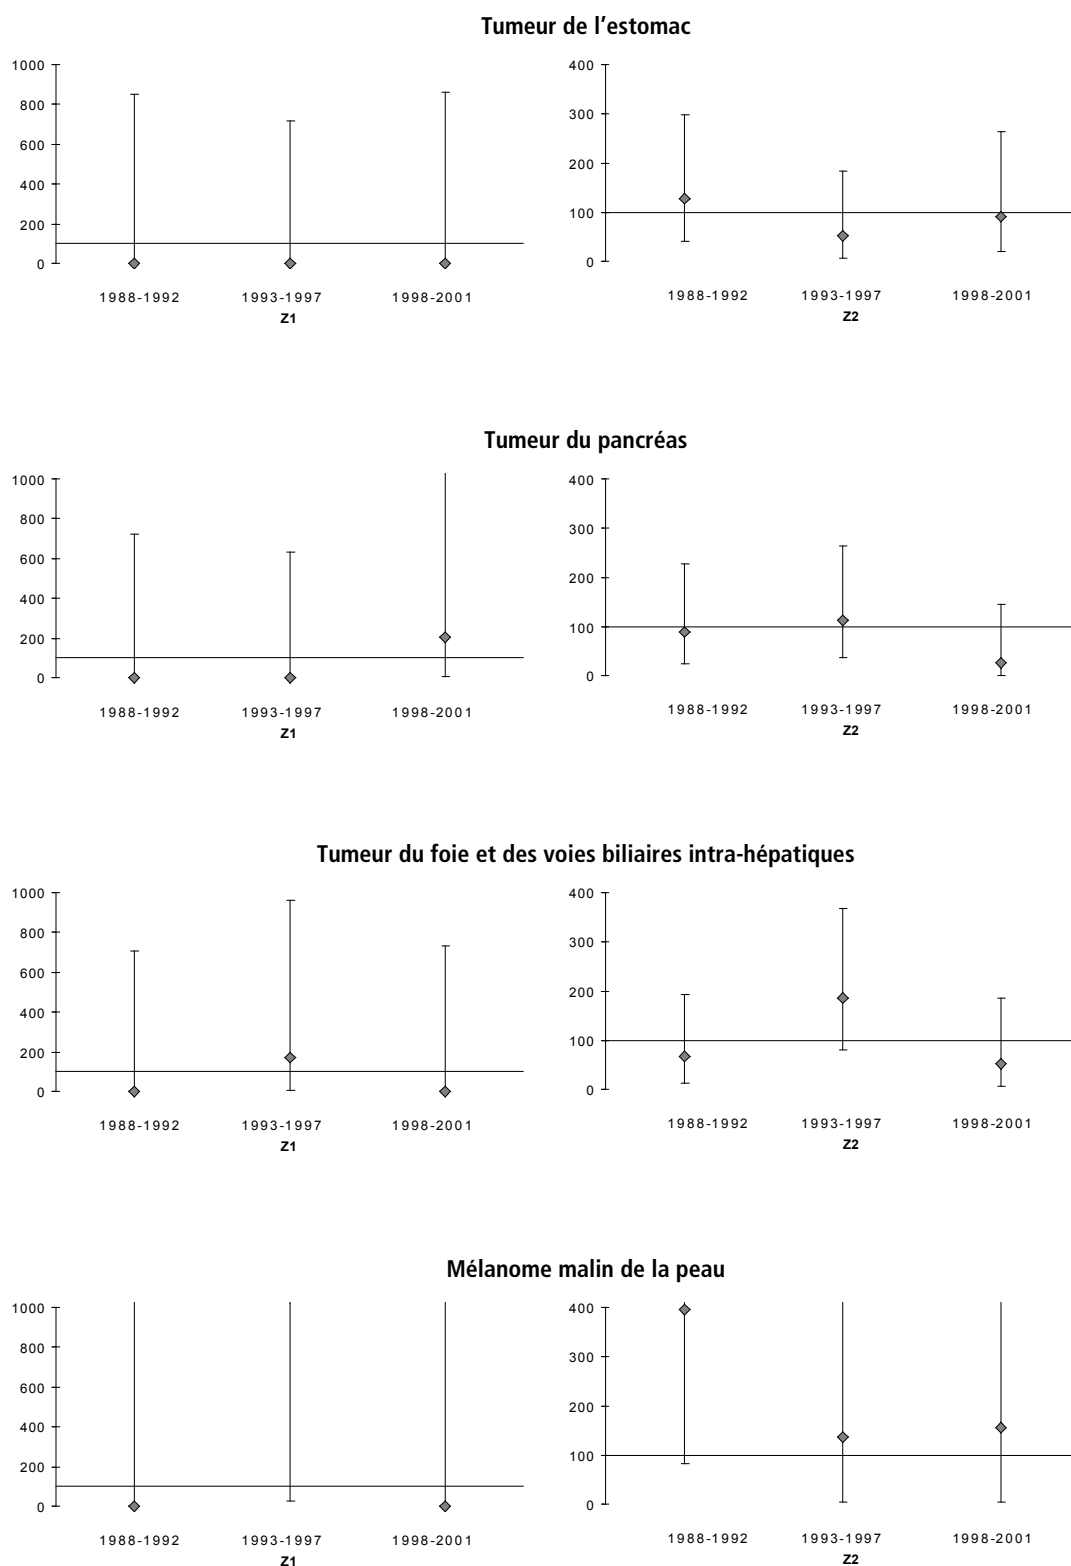 Tumeur de l'estomac
1000
800
600
400
200
0
1988-1992 1993-1997 1998-2001
Z1
400
300
200
100
0
1988-1992 1993-1997 1998-2001
Z2
Tumeur du pancréas
1000
800
600
400
200
0
1988-1992 1993-1997 1998-2001
Z1
400
300
200
100
0
1988-1992 1993-1997 1998-2001
Z2
Tumeur du foie et des voies biliaires intra-hépatiques
1000
800
600
400
200
0
1988-1992 1993-1997 1998-2001
Z1
400
300
200
100
0
1988-1992 1993-1997 1998-2001
Z2
Mélanome malin de la peau
1000
800
600
400
200
0
1988-1992 1993-1997 1998-2001
Z1
400
300
200
100
0
1988-1992 1993-1997 1998-2001
Z2